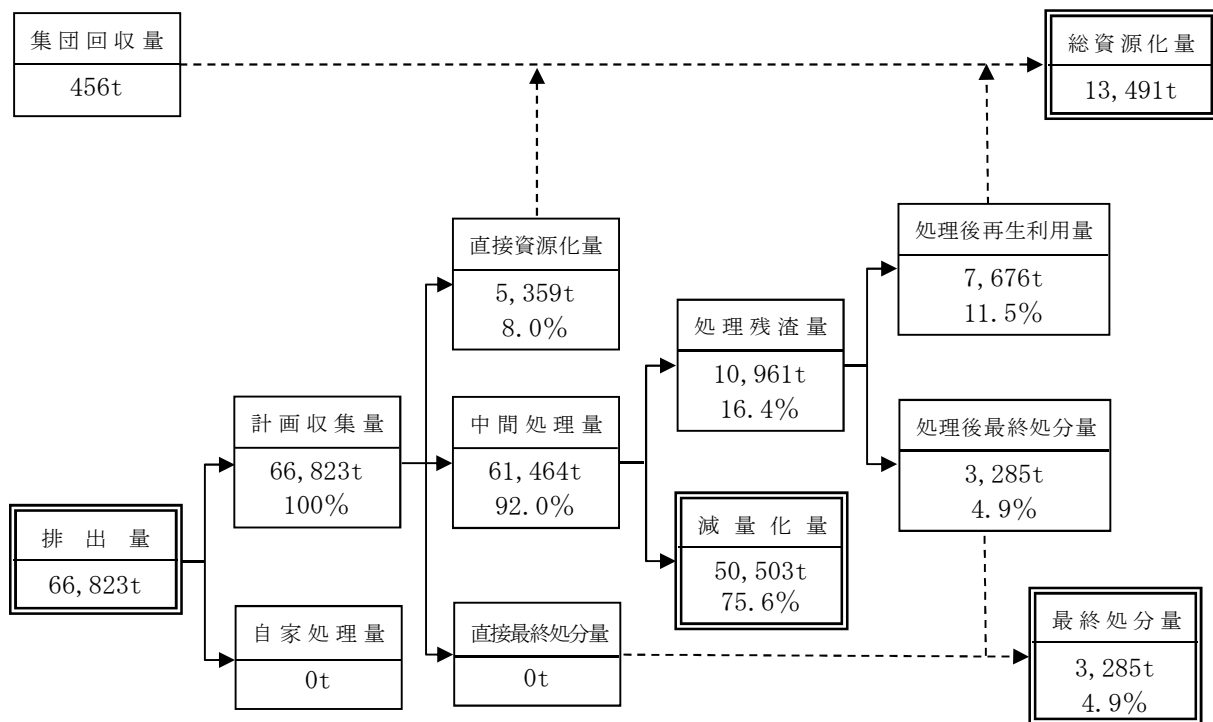 集団回収量
456t
総資源化量
13,491t
直接資源化量
5,359t
8.0%
処理後再生利用量
7,676t
11.5%
処理残渣量
10,961t
16.4%
計画収集量
66,823t
100%
中間処理量
61,464t
92.0%
処理後最終処分量
3,285t
4.9%
排出量
66,823t
減量化量
50,503t
75.6%
自家処理量
0t
直接最終処分量
0t
最終処分量
3,285t
4.9%